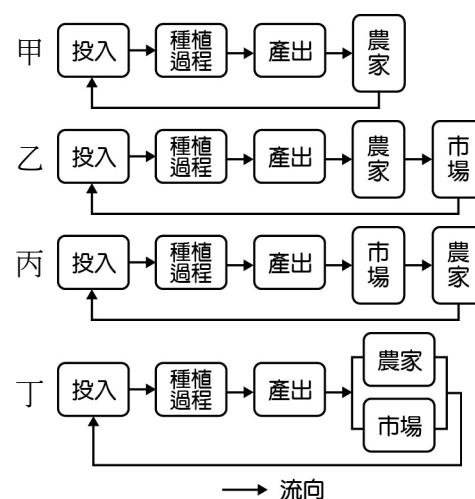 甲 投入 種植過程 產出 農家
乙 投入 種植過程 產出 農家 市場
丙 投入 種植過程 產出 市場 農家
丁 投入 種植過程 產出 農家 市場
流向